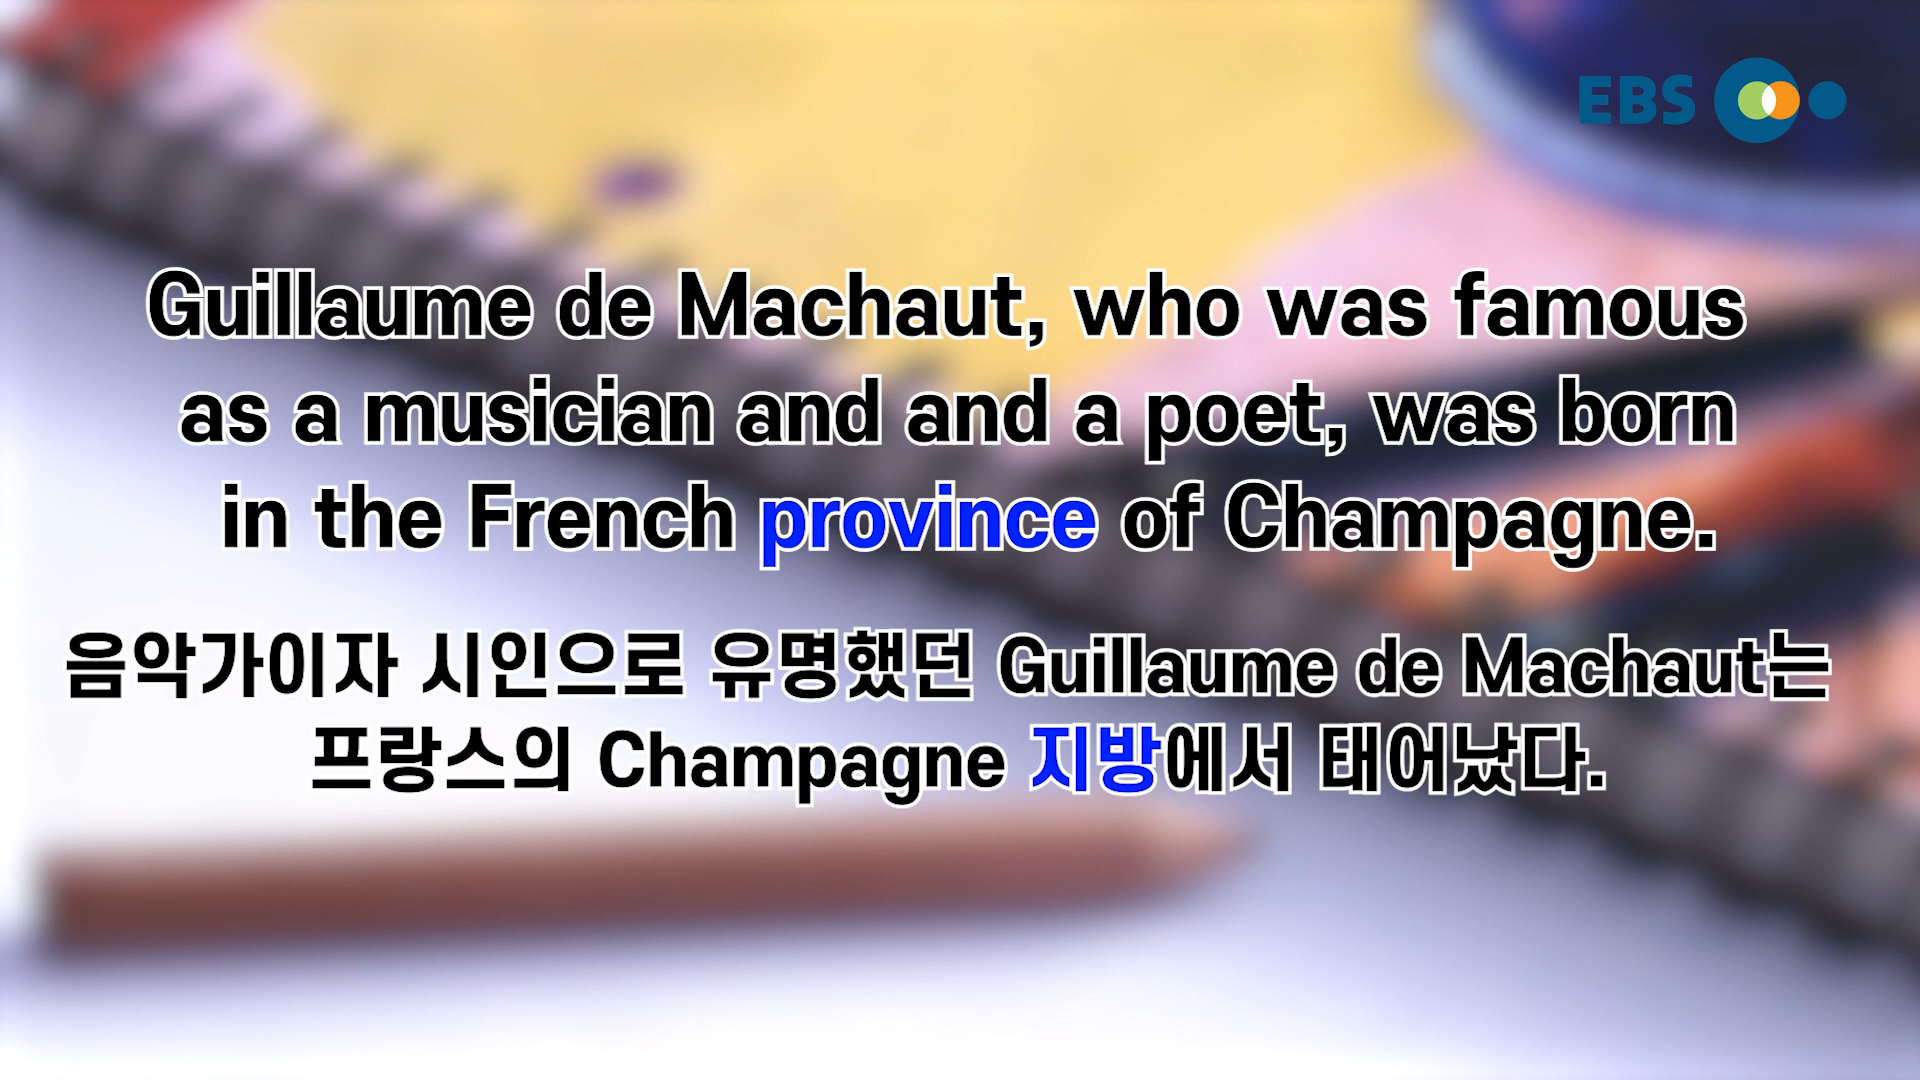 EBS
Guillaume de Machaut, who was famous
as a musician and and a poet, was born
in the French province of Champagne.
음악가이자 시인으로 유명했던 Guillaume de Machaut는
프랑스의 Champagne 지방에서 태어났다.